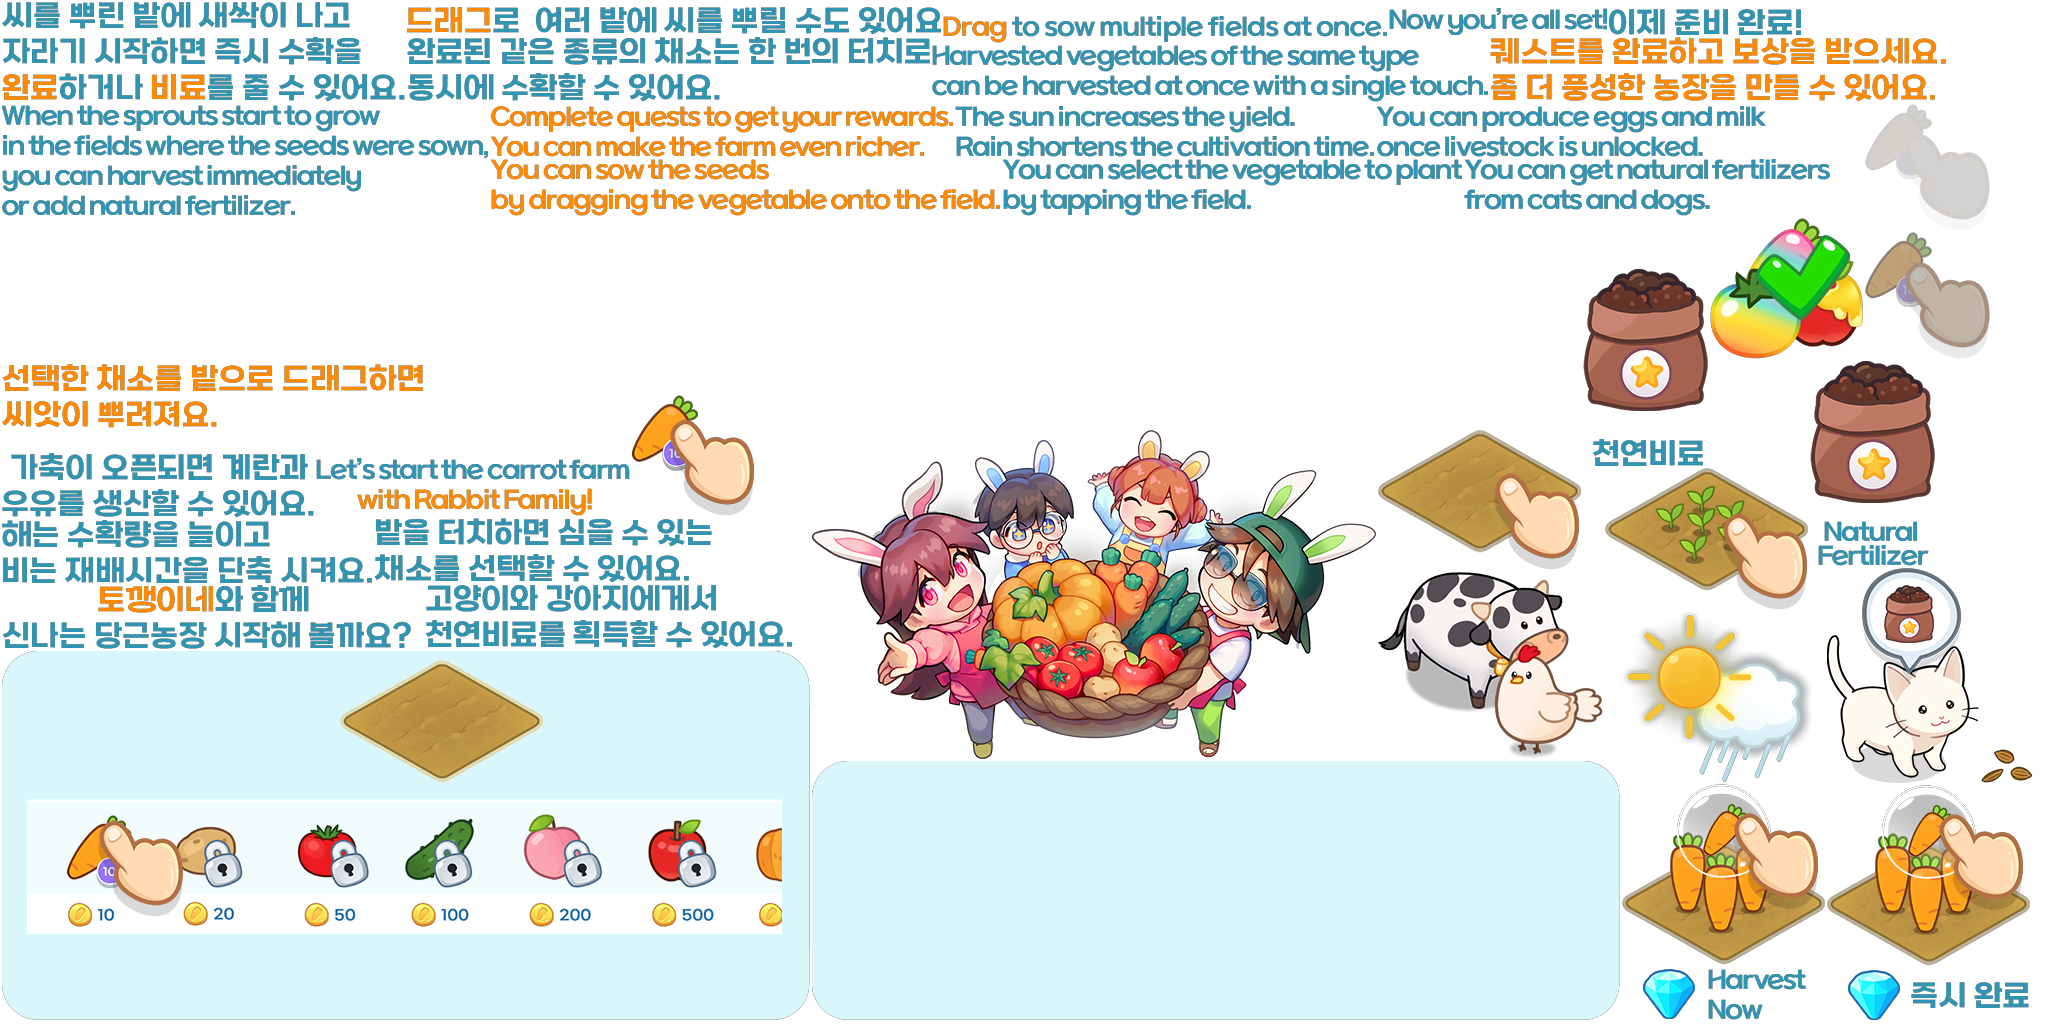 씨를 뿌린 밭에 새싹이 나고
자라기 시작하면 즉시 수확을
완료하거나 비료를 줄 수 있어요.
드래그로 여러 밭에 씨를 뿌릴 수도 있어요
완료된 같은 종류의 채소는 한 번의 터치로
동시에 수확할 수 있어요.
Drag to sow multiple fields at once.
Harvested vegetables of the same type
can be harvested at once with a single touch.
Now you're all set!
이제 준비 완료!
퀘스트를 완료하고 보상을 받으세요.
좀 더 풍성한 농장을 만들 수 있어요.
When the sprouts start to grow
in the fields where the seeds were sown,
you can harvest immediately
or add natural fertilizer.
Complete quests to get your rewards.
You can make the farm even richer.
The sun increases the yield.
Rain shortens the cultivation time.
You can produce eggs and milk
once livestock is unlocked.
You can sow the seeds
by dragging the vegetable onto the field.
You can select the vegetable to plant
by tapping the field.
You can get natural fertilizers
from cats and dogs.
선택한 채소를 밭으로 드래그하면
씨앗이 뿌려져요.
가축이 오픈되면 계란과
우유를 생산할 수 있어요.
Let's start the carrot farm
with Rabbit Family!
10
해는 수확량을 늘이고
비는 재배시간을 단축 시켜요.
밭을 터치하면 심을 수 있는
채소를 선택할 수 있어요.
토깽이네와 함께
신나는 당근농장 시작해 볼까요?
고양이와 강아지에게서
천연비료를 획득할 수 있어요.
천연비료
Natural
Fertilizer
10
10
20
50
100
200
500
Harvest
Now
즉시 완료